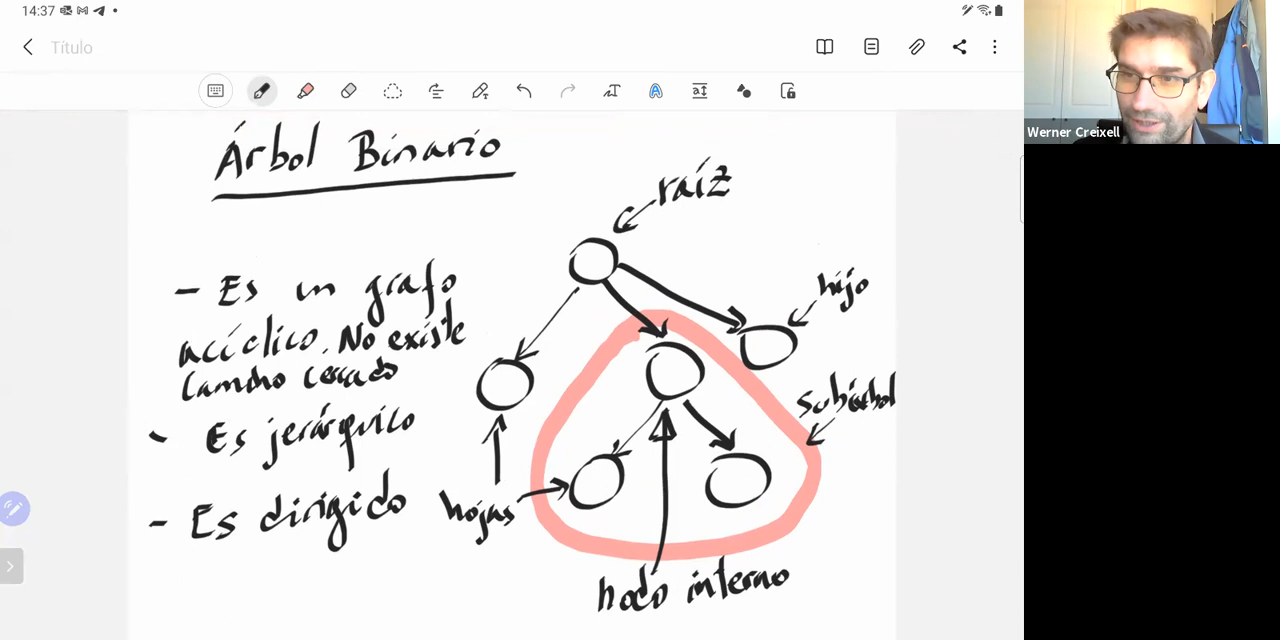 14:37
Título
Werner Creixell
Árbol Binario
raíz
- Es un grafo
acíclico. No existe
camino cerrado
hijo
subárbol
- Es jerárquico
- Es dirigido
hojas
nodo interno